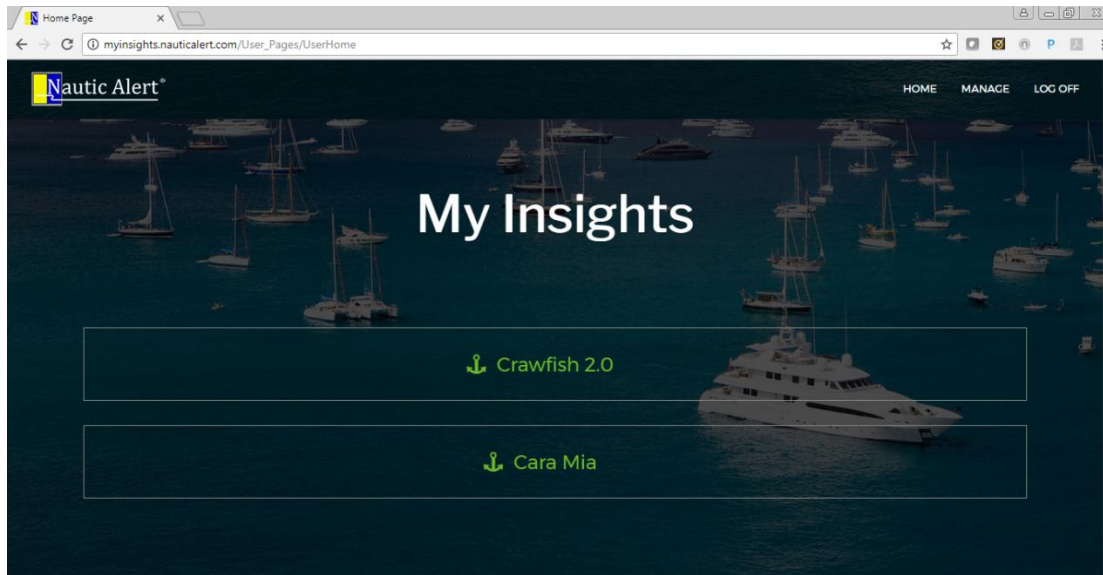 Home Page
myinsights.nauticalert.com/User_Pages/UserHome
Nautic Alert®
HOME MANAGE LOG OFF
My Insights
Crawfish 2.0
Cara Mia